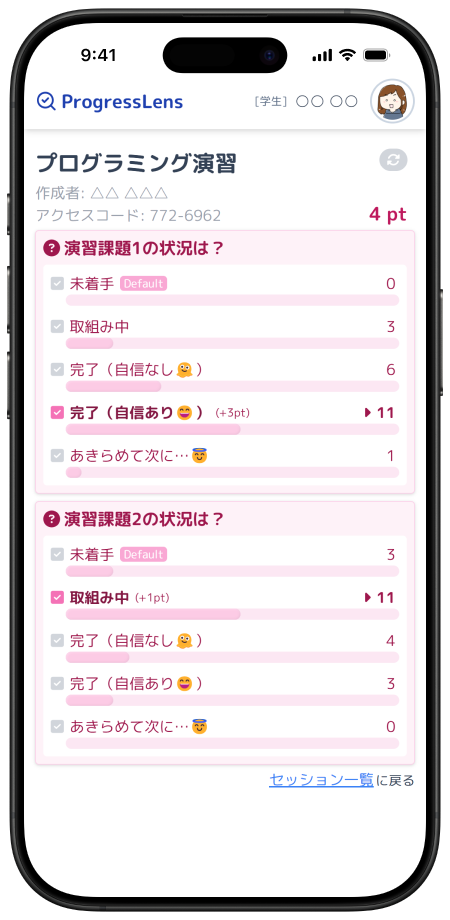 9:41
ProgressLens
[学生] ○○ ○○
プログラミング演習
作成者: △△ △△△
アクセスコード: 772-6962
4 pt
演習課題1の状況は？
未着手 Default 0
取組み中 3
完了（自信なし🫠） 6
完了（自信あり😄） (+3pt) 11
あきらめて次に…😇 1
演習課題2の状況は？
未着手 Default 3
取組み中 (+1pt) 11
完了（自信なし🫠） 4
完了（自信あり😄） 3
あきらめて次に…😇 0
セッション一覧に戻る